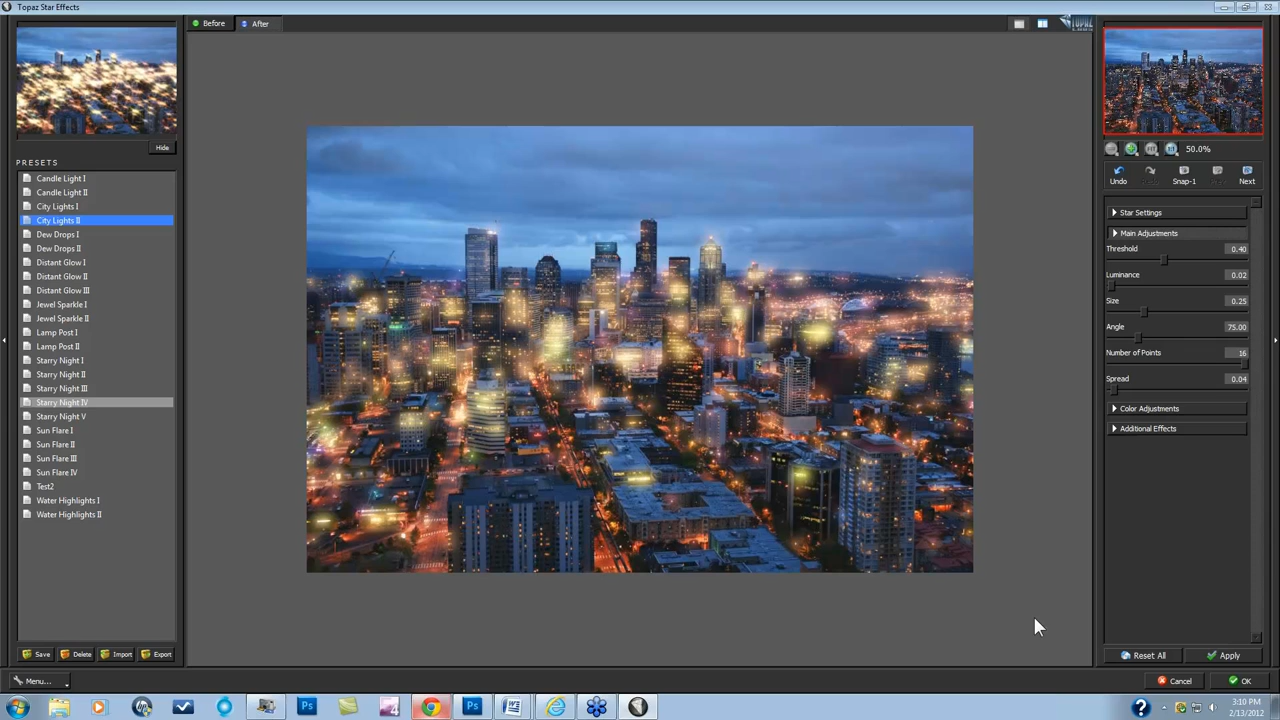 Topaz Star Effects
Before
After
TOPAZ
LABS
Hide
PRESETS
Candle Light I
Candle Light II
City Lights I
City Lights II
Dew Drops I
Dew Drops II
Distant Glow I
Distant Glow II
Distant Glow III
Jewel Sparkle I
Jewel Sparkle II
Lamp Post I
Lamp Post II
Starry Night I
Starry Night II
Starry Night III
Starry Night IV
Starry Night V
Sun Flare I
Sun Flare II
Sun Flare III
Sun Flare IV
Test2
Water Highlights I
Water Highlights II
Save
Delete
Import
Export
Menu...
50.0%
Undo
Snap-1
Next
Star Settings
Main Adjustments
Threshold 0.40
Luminance 0.02
Size 0.25
Angle 75.00
Number of Points 16
Spread 0.04
Color Adjustments
Additional Effects
Reset All
Apply
Cancel
OK
3:10 PM
2/13/2012